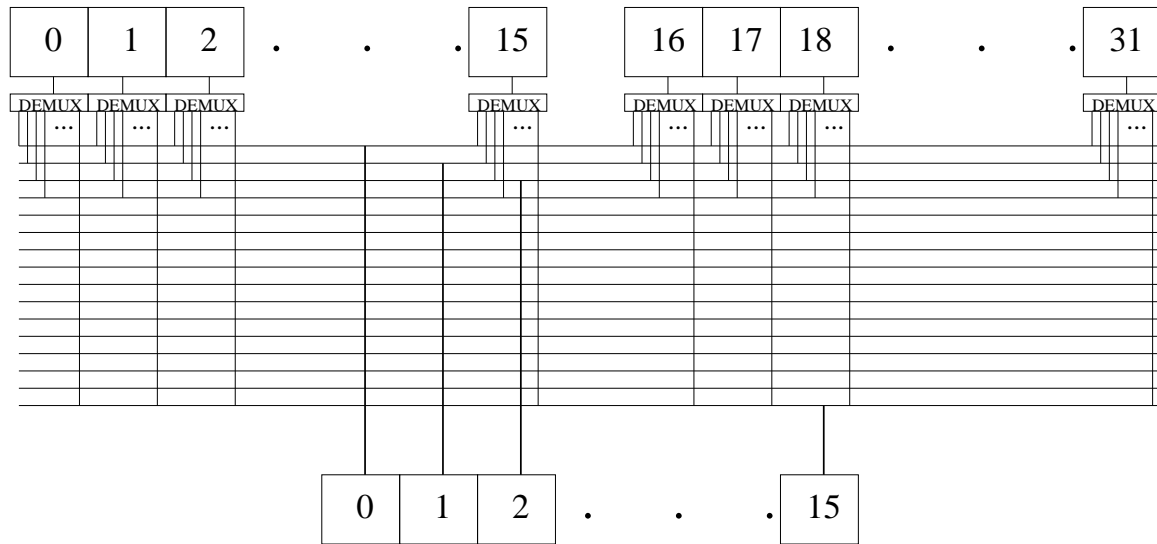 0 1 2 . . . 15 16 17 18 . . . 31
DEMUX DEMUX DEMUX DEMUX DEMUX DEMUX DEMUX DEMUX
... ... ... ... ... ... ... ...
0 1 2 . . . 15